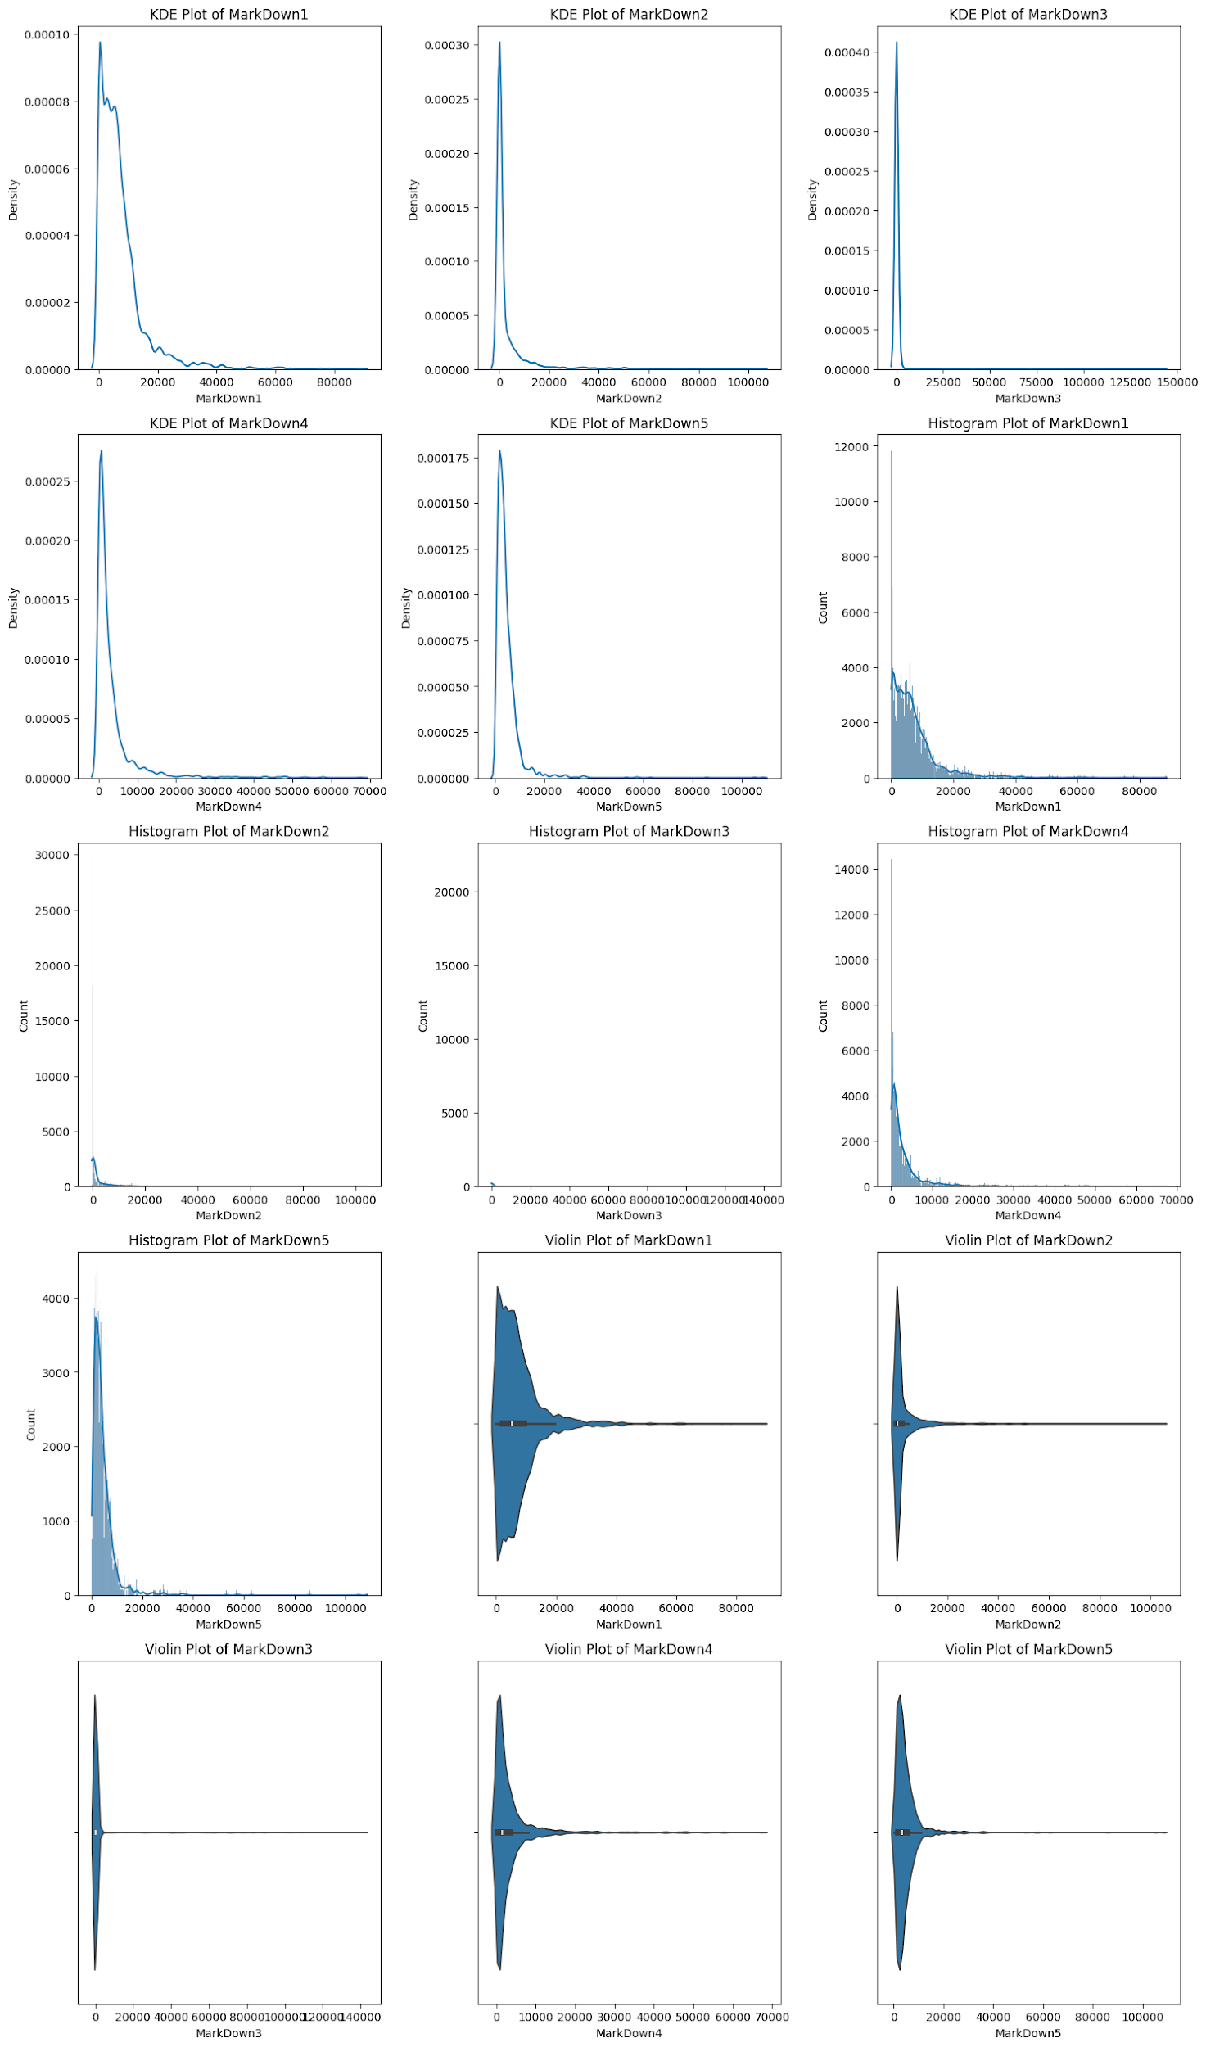 KDE Plot of MarkDown1
KDE Plot of MarkDown2
KDE Plot of MarkDown3
0.00010
0.00008
0.00006
0.00004
0.00002
0.00000
Density
0 20000 40000 60000 80000
MarkDown1
0.00030
0.00025
0.00020
0.00015
0.00010
0.00005
0.00000
Density
0 20000 40000 60000 80000 100000
MarkDown2
0.00040
0.00035
0.00030
0.00025
0.00020
0.00015
0.00010
0.00005
0.00000
Density
0 25000 50000 75000 100000 125000 150000
MarkDown3
KDE Plot of MarkDown4
KDE Plot of MarkDown5
Histogram Plot of MarkDown1
0.00025
0.00020
0.00015
0.00010
0.00005
0.00000
Density
0 10000 20000 30000 40000 50000 60000 70000
MarkDown4
0.000175
0.000150
0.000125
0.000100
0.000075
0.000050
0.000025
0.000000
Density
0 20000 40000 60000 80000 100000
MarkDown5
12000
10000
8000
6000
4000
2000
0
Count
0 20000 40000 60000 80000
MarkDown1
Histogram Plot of MarkDown2
Histogram Plot of MarkDown3
Histogram Plot of MarkDown4
30000
25000
20000
15000
10000
5000
0
Count
0 20000 40000 60000 80000 100000
MarkDown2
20000
15000
10000
5000
0
Count
0 20000 40000 60000 80000 100000 120000 140000
MarkDown3
14000
12000
10000
8000
6000
4000
2000
0
Count
0 10000 20000 30000 40000 50000 60000 70000
MarkDown4
Histogram Plot of MarkDown5
Violin Plot of MarkDown1
Violin Plot of MarkDown2
4000
3000
2000
1000
0
Count
0 20000 40000 60000 80000 100000
MarkDown5
0 20000 40000 60000 80000
MarkDown1
0 20000 40000 60000 80000 100000
MarkDown2
Violin Plot of MarkDown3
Violin Plot of MarkDown4
Violin Plot of MarkDown5
0 20000 40000 60000 80000 100000 120000 140000
MarkDown3
0 10000 20000 30000 40000 50000 60000 70000
MarkDown4
0 20000 40000 60000 80000 100000
MarkDown5